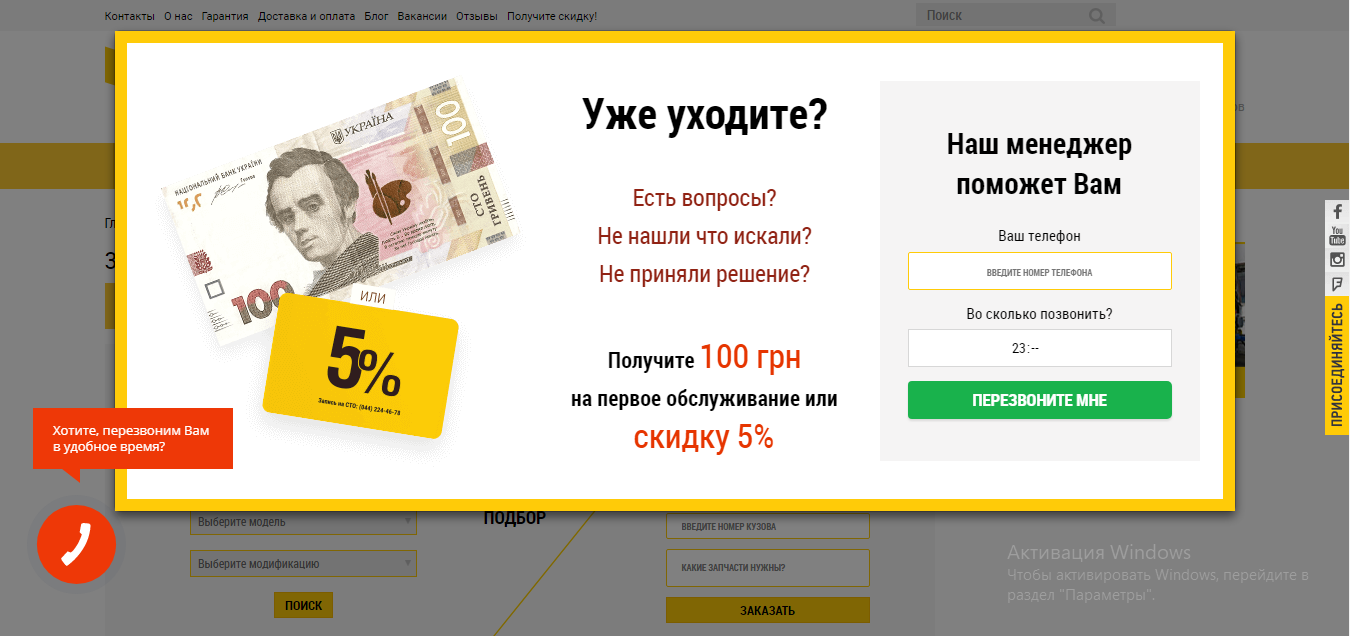 Контакты О нас Гарантия Доставка и оплата Блог Вакансии Отзывы Получите скидку!
Поиск
УКРАЇНА
100
НАЦІОНАЛЬНИЙ БАНК УКРАЇНИ
СТО
ГРИВЕНЬ
100
ИЛИ
5%
Запись на СТО: (044) 224-46-78
Уже уходите?
Есть вопросы?
Не нашли что искали?
Не приняли решение?
Получите 100 грн
на первое обслуживание или
скидку 5%
Наш менеджер
поможет Вам
Ваш телефон
ВВЕДИТЕ НОМЕР ТЕЛЕФОНА
Во сколько позвонить?
23:--
ПЕРЕЗВОНИТЕ МНЕ
You
Tube
ПРИСОЕДИНЯЙТЕСЬ
Хотите, перезвоним Вам
в удобное время?
Выберите модель
Выберите модификацию
ПОИСК
ПОДБОР
ВВЕДИТЕ НОМЕР КУЗОВА
КАКИЕ ЗАПЧАСТИ НУЖНЫ?
ЗАКАЗАТЬ
Активация Windows
Чтобы активировать Windows, перейдите в
раздел "Параметры".